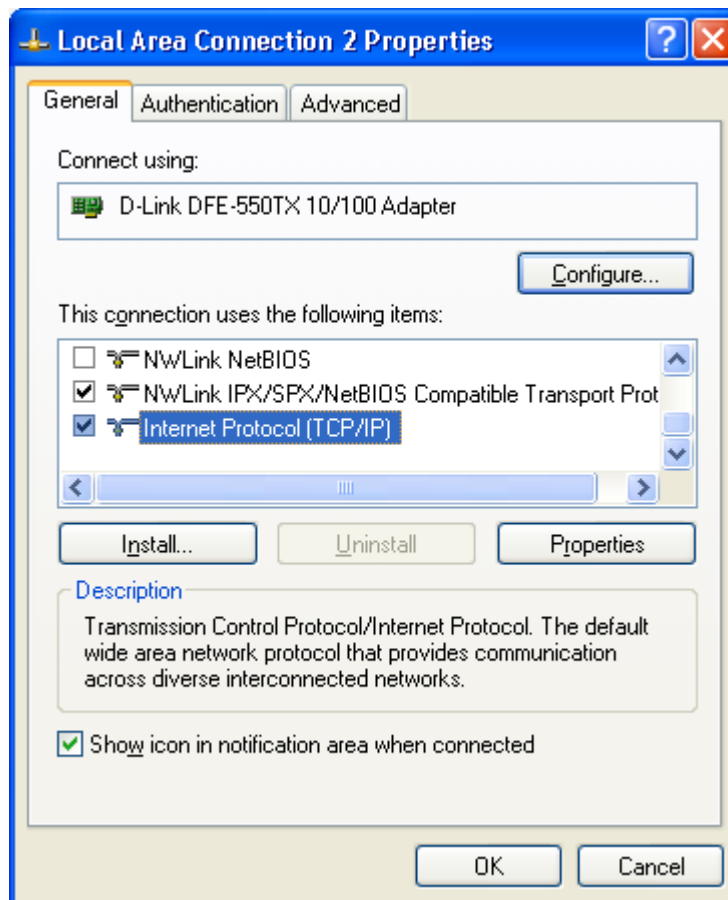 Local Area Connection 2 Properties
General Authentication Advanced
Connect using:
D-Link DFE-550TX 10/100 Adapter
Configure...
This connection uses the following items:
NWLink NetBIOS
NWLink IPX/SPX/NetBIOS Compatible Transport Prot
Internet Protocol (TCP/IP)
Install... Uninstall Properties
Description
Transmission Control Protocol/Internet Protocol. The default
wide area network protocol that provides communication
across diverse interconnected networks.
Show icon in notification area when connected
OK Cancel